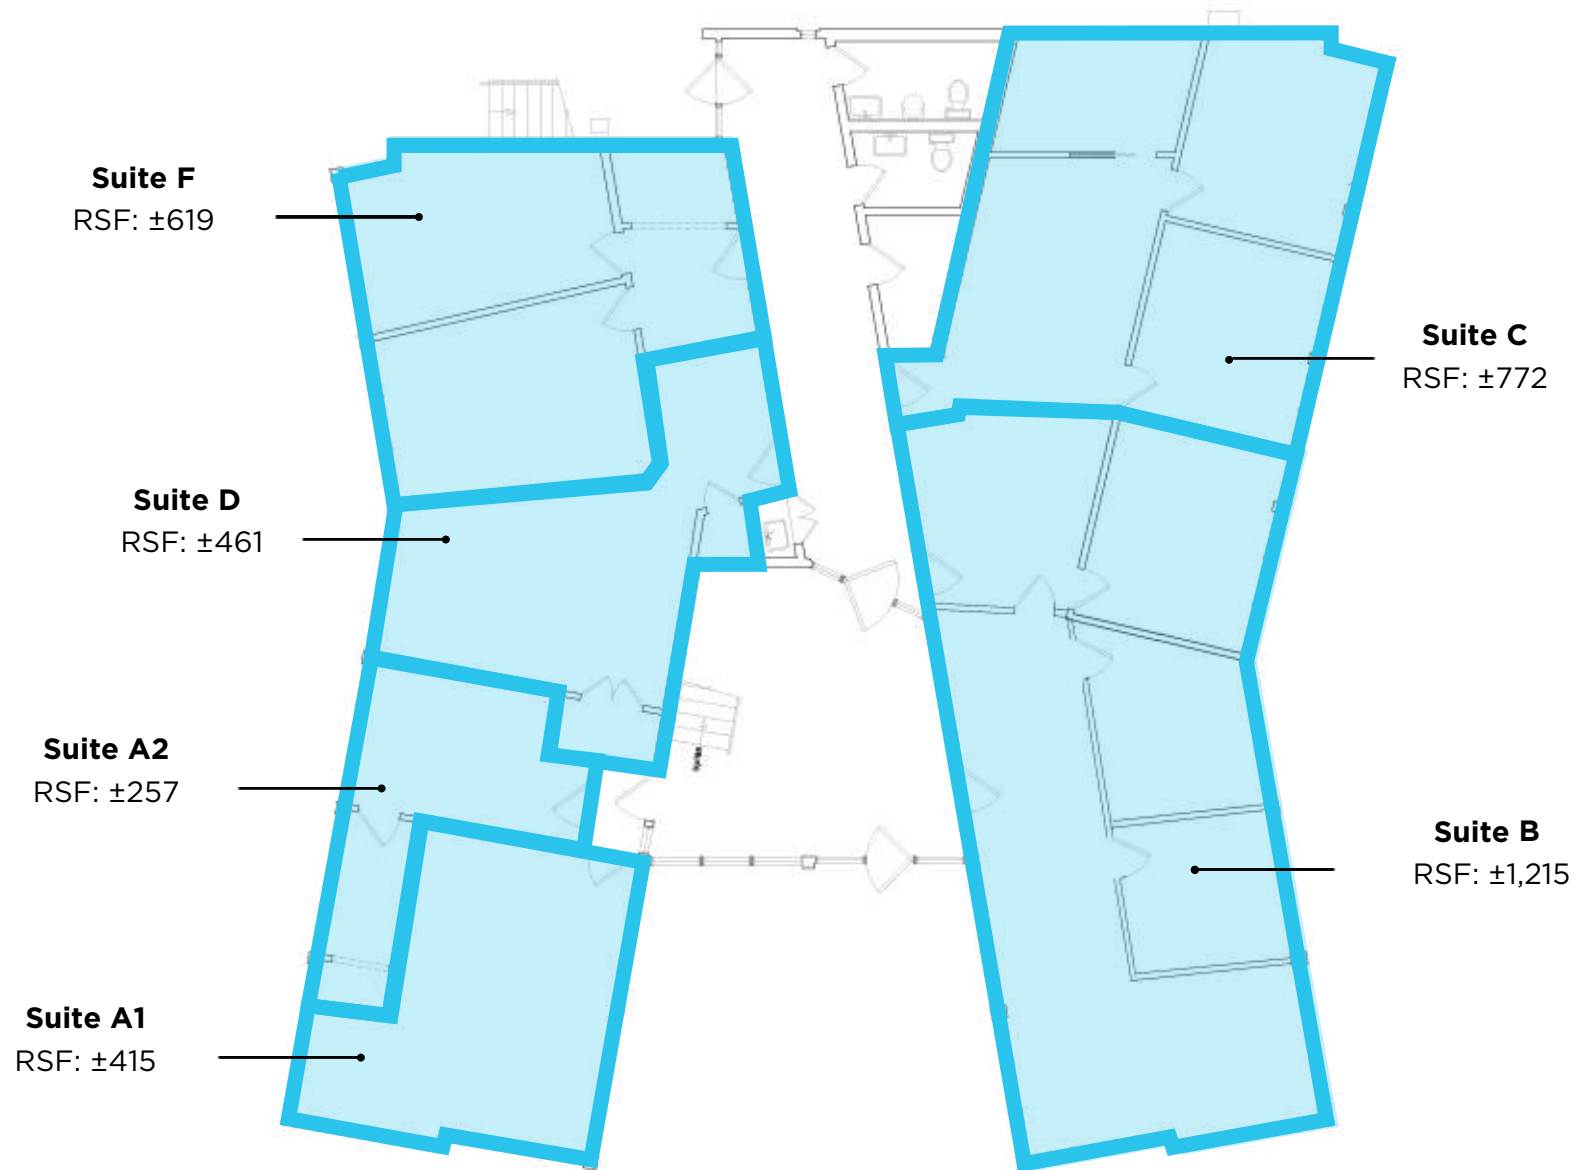 Suite F
RSF: ±619
Suite C
RSF: ±772
Suite D
RSF: ±461
Suite A2
RSF: ±257
Suite B
RSF: ±1,215
Suite A1
RSF: ±415